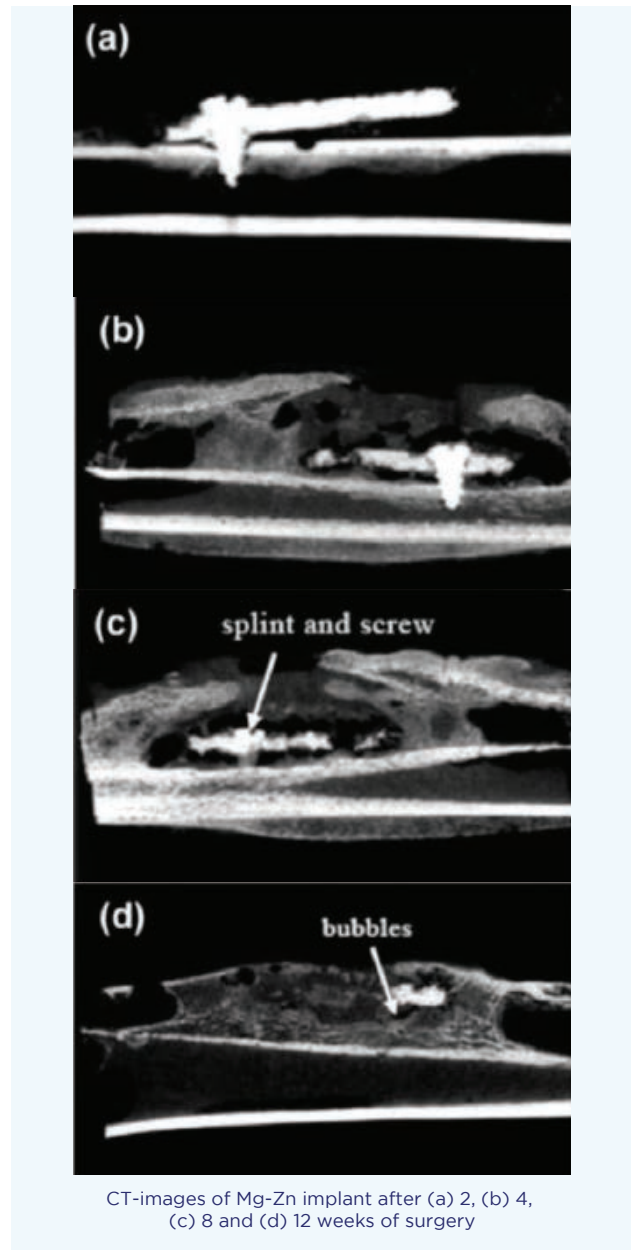 (a)
(b)
(c)
splint and screw
(d)
bubbles
CT-images of Mg-Zn implant after (a) 2, (b) 4,
(c) 8 and (d) 12 weeks of surgery